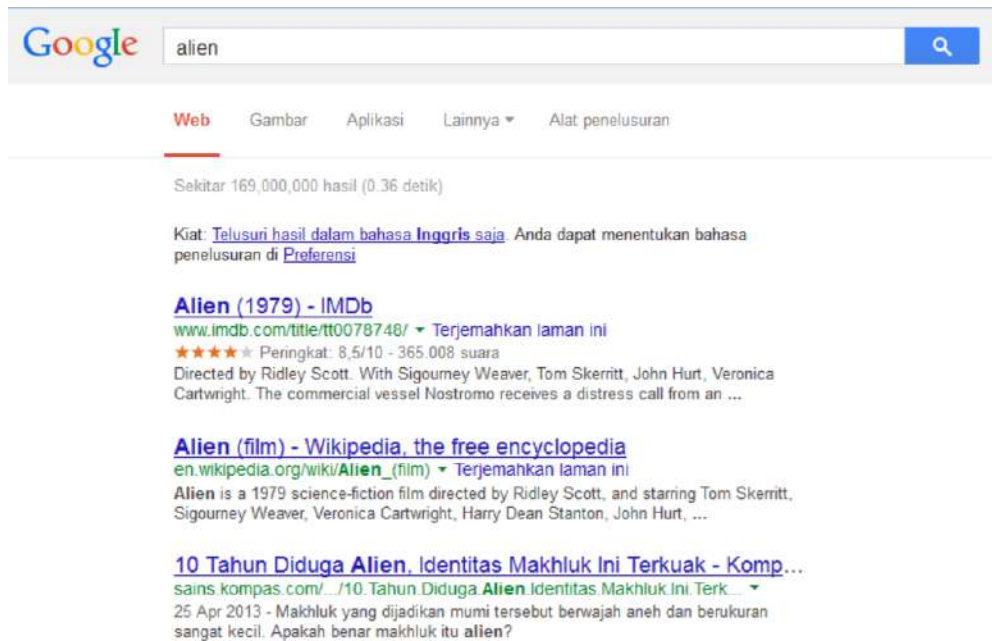 Google
alien
Web Gambar Aplikasi Lainnya Alat penelusuran
Sekitar 169,000,000 hasil (0.36 detik)
Kiat: Telusuri hasil dalam bahasa Inggris saja. Anda dapat menentukan bahasa
penelusuran di Preferensi
Alien (1979) - IMDb
www.imdb.com/title/tt0078748/ Terjemahkan laman ini
Peringkat: 8,5/10 - 365.008 suara
Directed by Ridley Scott. With Sigourney Weaver, Tom Skerritt, John Hurt, Veronica
Cartwright. The commercial vessel Nostromo receives a distress call from an ...
Alien (film) - Wikipedia, the free encyclopedia
en.wikipedia.org/wiki/Alien_(film) Terjemahkan laman ini
Alien is a 1979 science-fiction film directed by Ridley Scott, and starring Tom Skerritt,
Sigourney Weaver, Veronica Cartwright, Harry Dean Stanton, John Hurt, ...
10 Tahun Diduga Alien, Identitas Makhluk Ini Terkuak - Komp...
sains.kompas.com/.../10.Tahun.Diduga.Alien.Identitas.Makhluk.Ini.Terk...
25 Apr 2013 - Makhluk yang dijadikan mumi tersebut berwajah aneh dan berukuran
sangat kecil. Apakah benar makhluk itu alien?